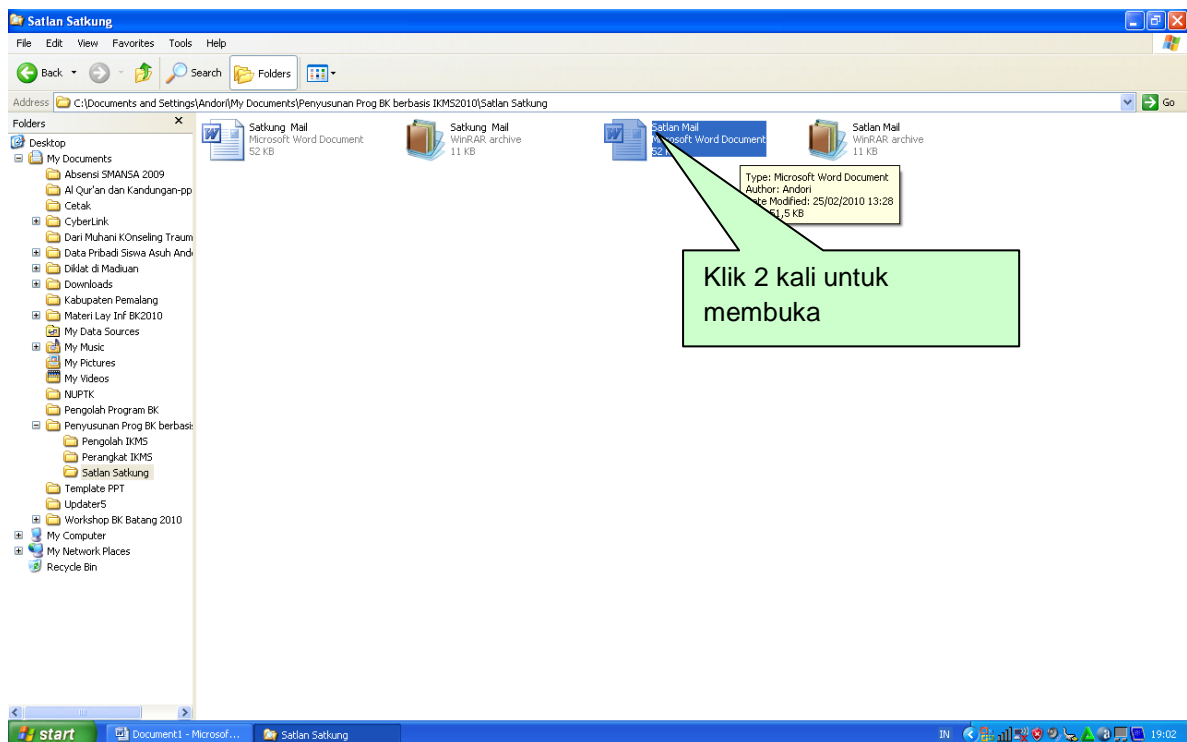 Satlan Satkung
File Edit View Favorites Tools Help
Back Search Folders
Address C:\Documents and Settings\Andori\My Documents\Penyusunan Prog BK berbasis IKMS2010\Satlan Satkung Go
Folders
Desktop
My Documents
Absensi SMANSA 2009
Al Qur'an dan Kandungan-pp
Cetak
CyberLink
Dari Muhani KOnseling Traum
Data Pribadi Siswa Asuh Ando
Diklat di Madiuan
Downloads
Kabupaten Pemalang
Materi Lay Inf BK2010
My Data Sources
My Music
My Pictures
My Videos
NUPTK
Pengolah Program BK
Penyusunan Prog BK berbasis
Pengolah IKMS
Perangkat IKMS
Satlan Satkung
Template PPT
Updater5
Workshop BK Batang 2010
My Computer
My Network Places
Recycle Bin
Satkung Mail
Microsoft Word Document
52 KB
Satkung Mail
WinRAR archive
11 KB
Satlan Mail
Microsoft Word Document
52
Satlan Mail
WinRAR archive
11 KB
Type: Microsoft Word Document
Author: Andori
Date Modified: 25/02/2010 13:28
51,5 KB
Klik 2 kali untuk
membuka
start Document1 - Microsof... Satlan Satkung IN 19:02